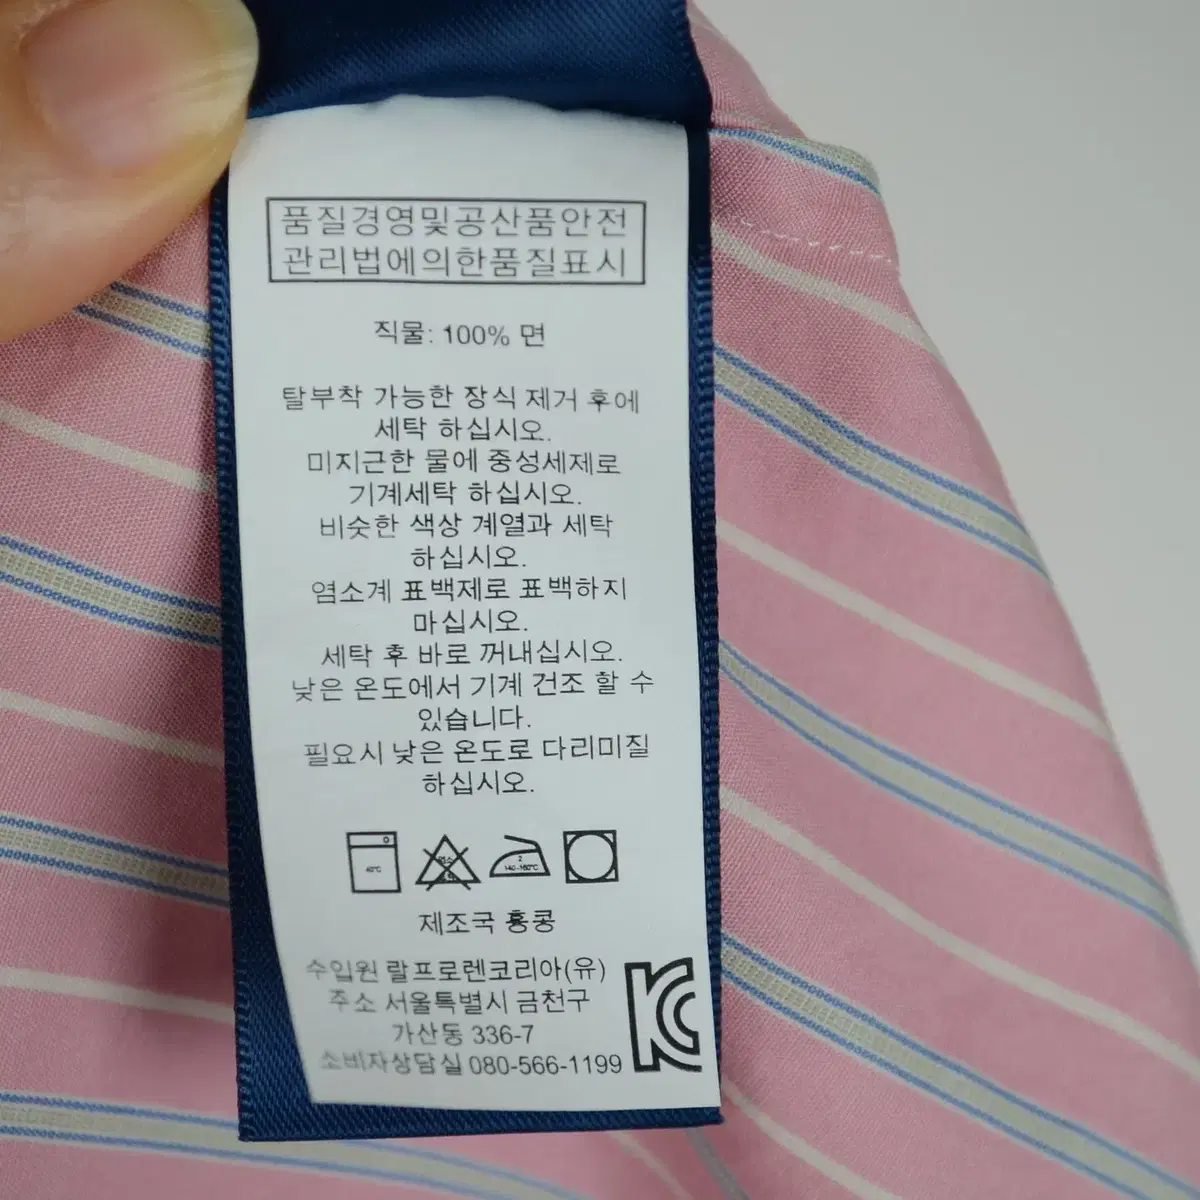 품질경영및공산품안전
관리법에의한품질표시
직물: 100% 면
탈부착 가능한 장식 제거 후에
세탁 하십시오.
미지근한 물에 중성세제로
기계세탁 하십시오.
비슷한 색상 계열과 세탁
하십시오.
염소계 표백제로 표백하지
마십시오.
세탁 후 바로 꺼내십시오.
낮은 온도에서 기계 건조 할 수
있습니다.
필요시 낮은 온도로 다리미질
하십시오.
40°C
염소
2
140-160°C
제조국 홍콩
수입원 랄프로렌코리아(유)
주소 서울특별시 금천구
가산동 336-7
소비자상담실 080-566-1199